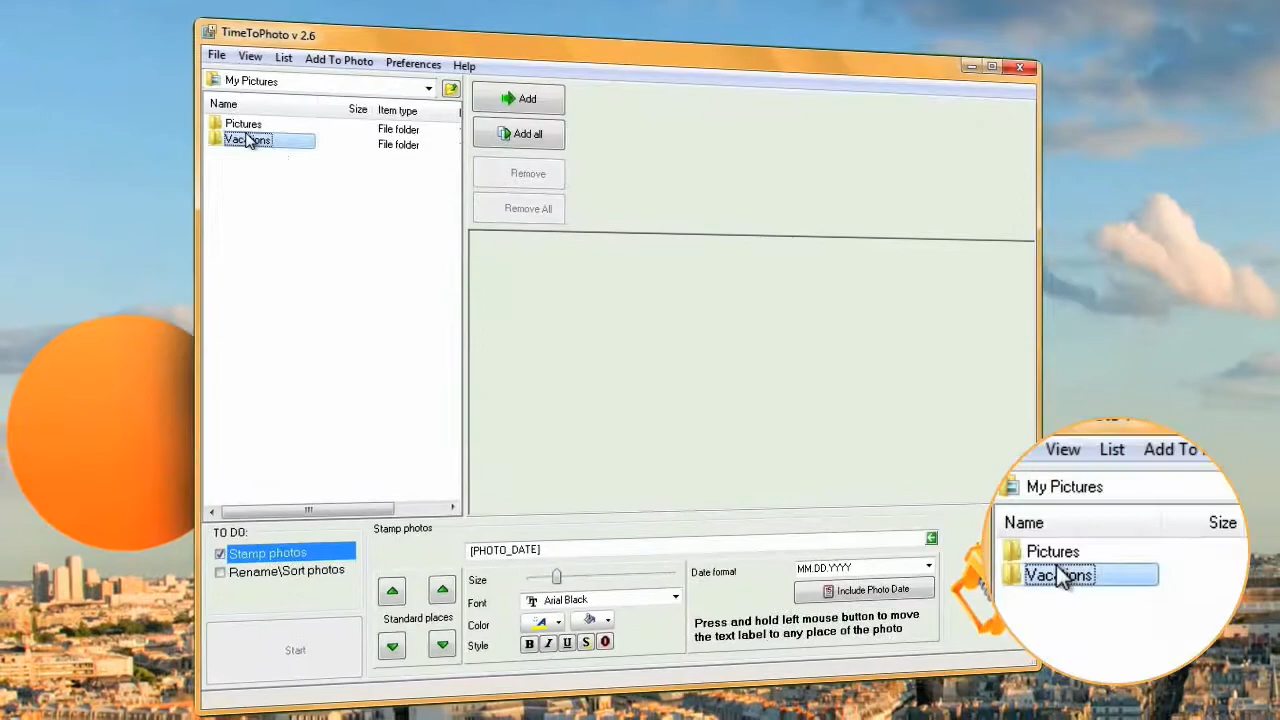 TimeToPhoto v 2.6
File View List Add To Photo Preferences Help
My Pictures
Name Size Item type
Pictures File folder
Vacations File folder
Add
Add all
Remove
Remove All
TO DO:
Stamp photos
Rename\Sort photos
Start
Stamp photos
[PHOTO_DATE]
Standard places
Size
Font Arial Black
Color
Style B I U S O
Date format MM.DD.YYYY
Include Photo Date
Press and hold left mouse button to move
the text label to any place of the photo
View List Add To
My Pictures
Name Size
Pictures
Vacations